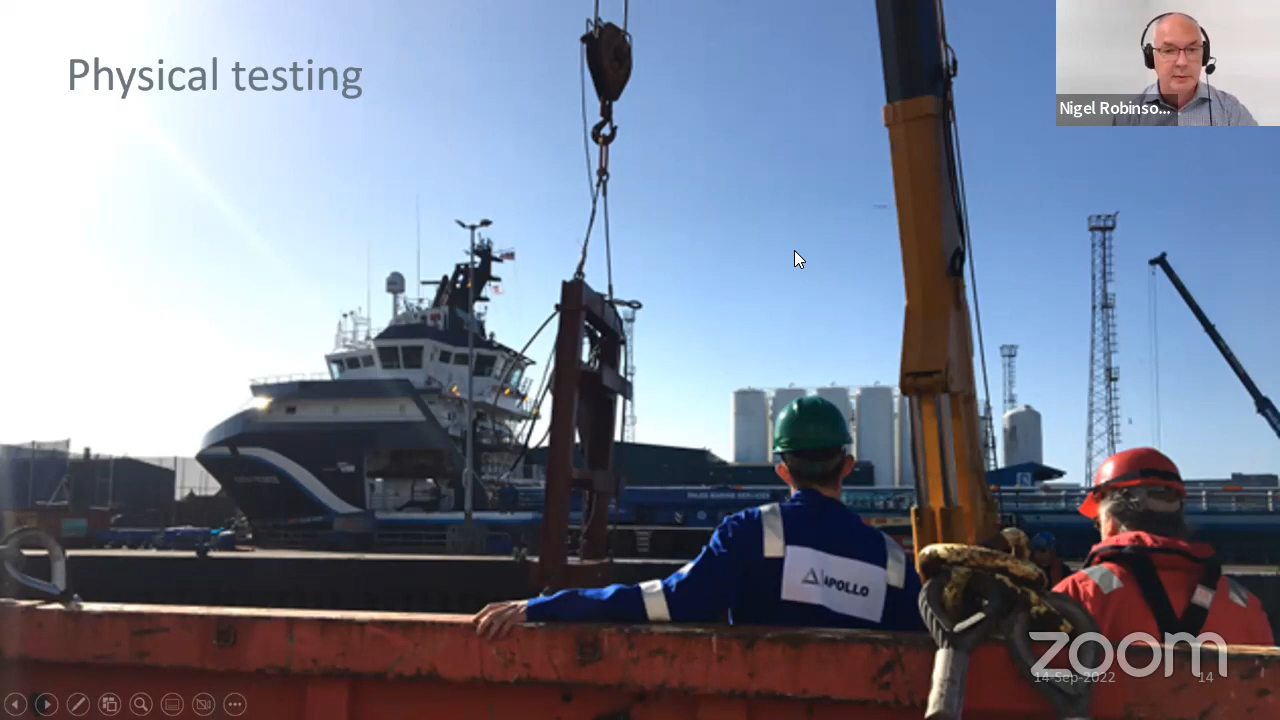 Physical testing
Nigel Robinso...
APOLLO
zoom
14-Sep-2022
14